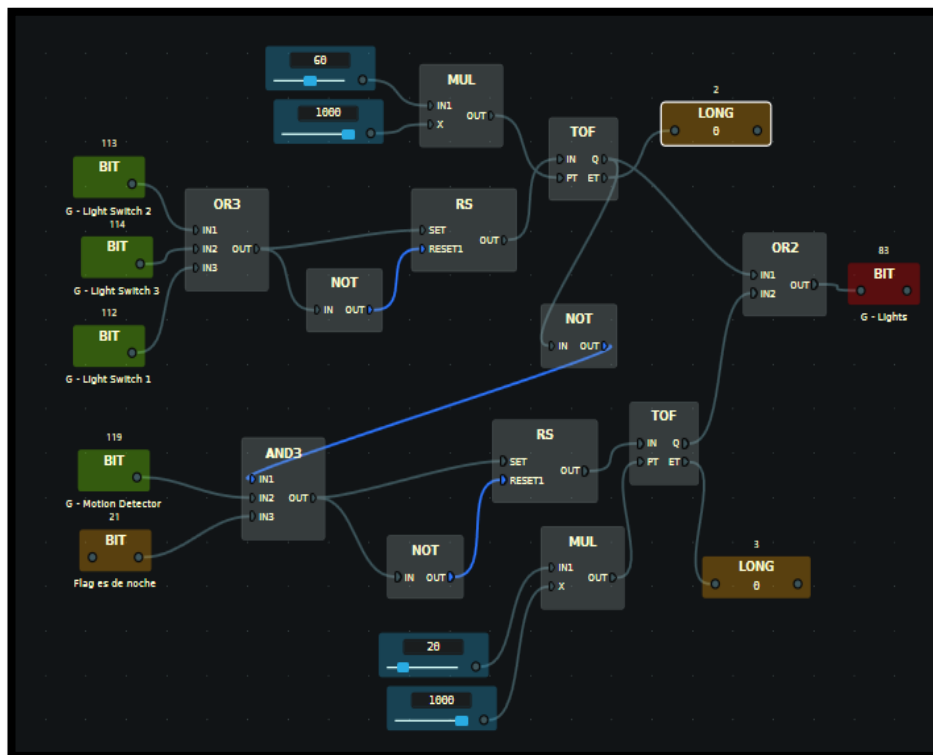 60
1000
MUL
IN1
X
OUT
2
LONG
0
TOF
IN
Q
PT
ET
113
BIT
G - Light Switch 2
114
BIT
G - Light Switch 3
112
BIT
G - Light Switch 1
OR3
IN1
IN2
OUT
IN3
RS
SET
OUT
RESET1
NOT
IN
OUT
OR2
IN1
OUT
IN2
83
BIT
G - Lights
NOT
IN
OUT
119
BIT
G - Motion Detector
21
BIT
Flag es de noche
AND3
IN1
IN2
OUT
IN3
RS
SET
OUT
RESET1
TOF
IN
Q
PT
ET
NOT
IN
OUT
MUL
IN1
OUT
X
3
LONG
0
20
1000